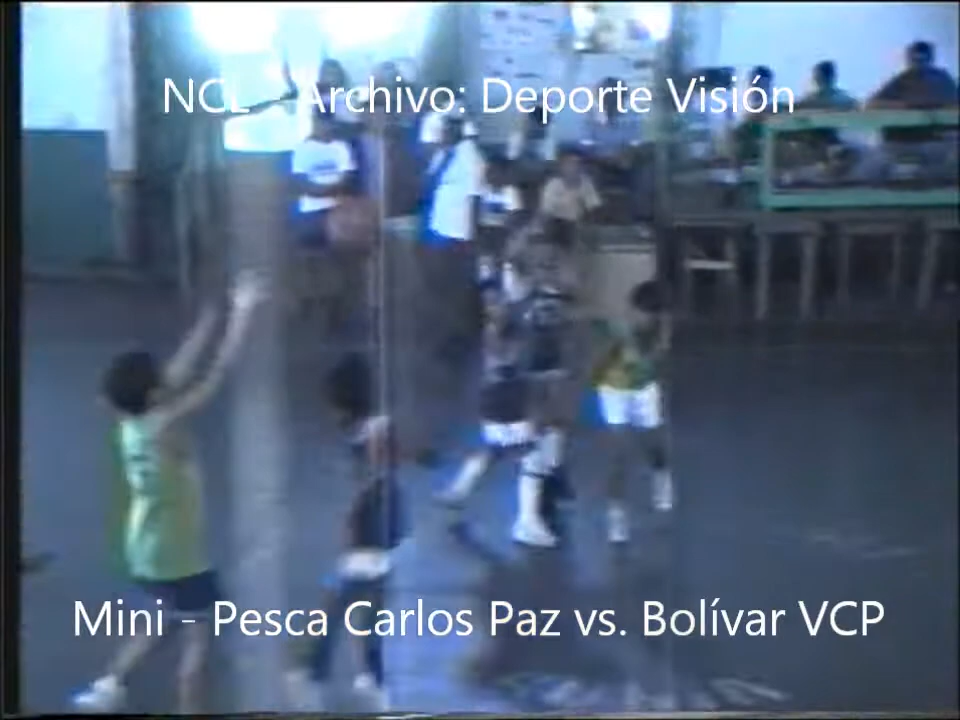 NCL - Archivo: Deporte Visión
Mini - Pesca Carlos Paz vs. Bolívar VCP